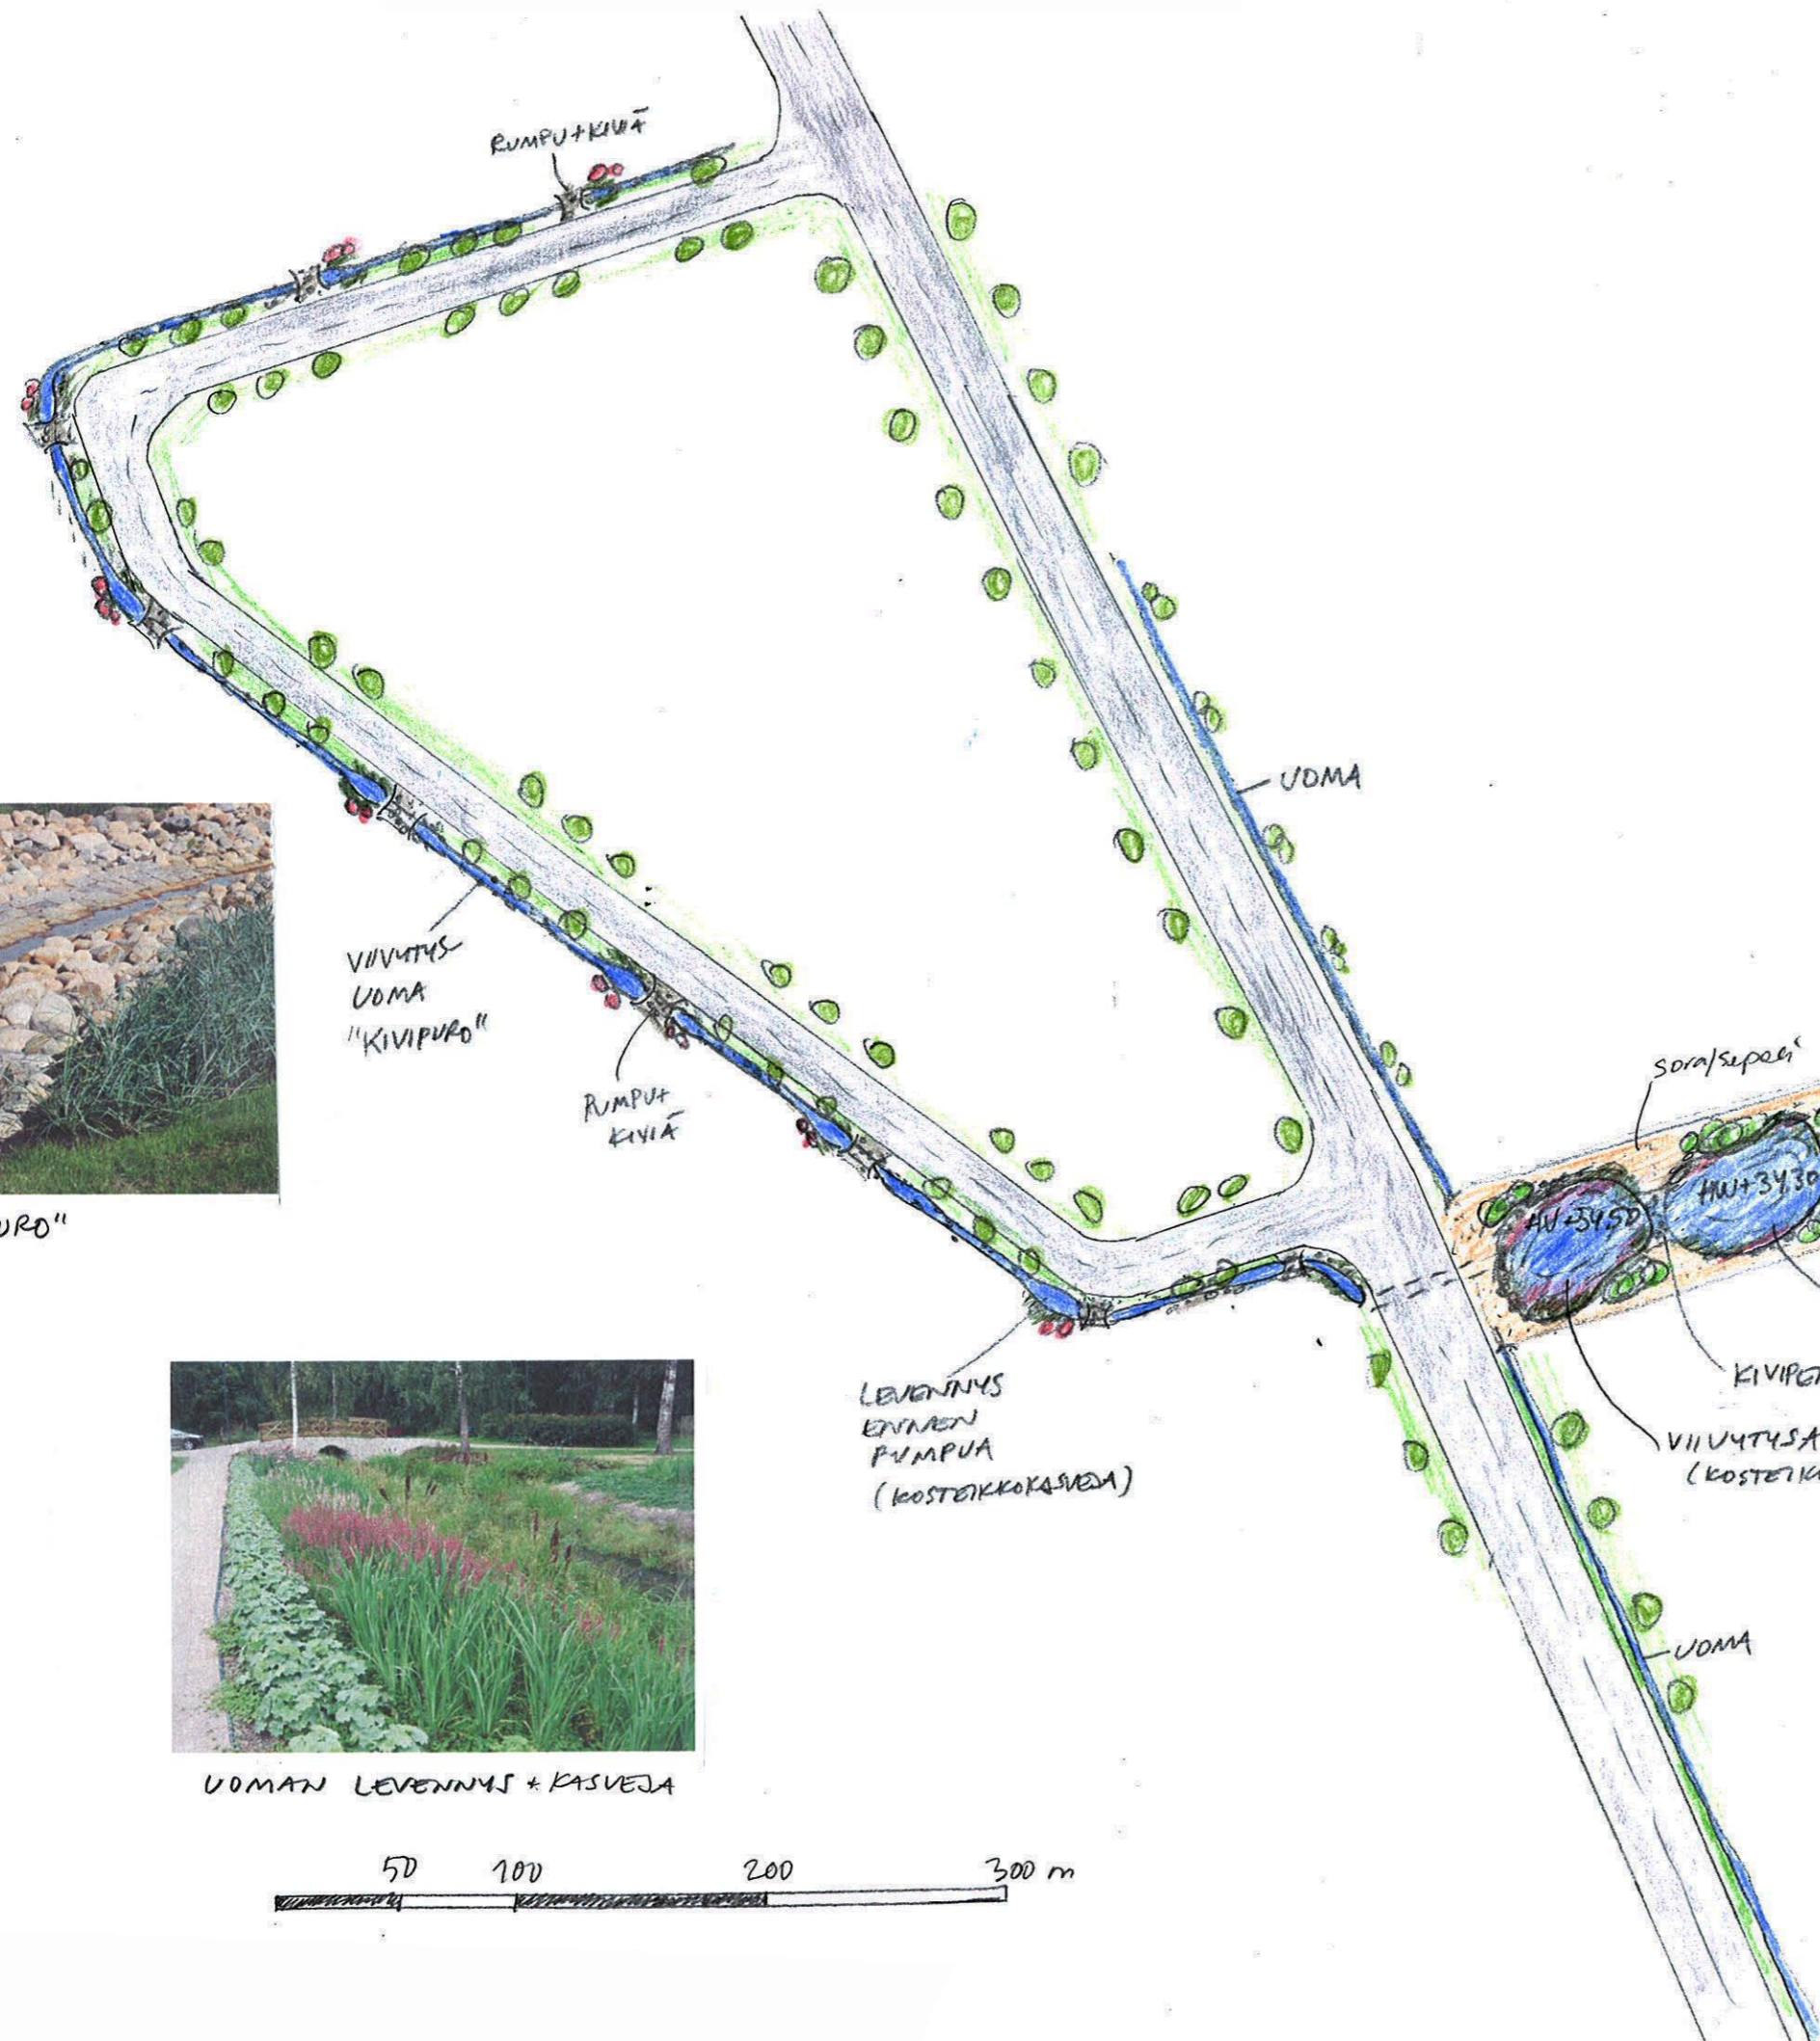 RUMPU+KIVIÄ
UOMA
VIIVYTYS
UOMA
"KIVIPURO"
RUMPU+
KIVIÄ
sora/sepeli
HW+34.50
HW+34.30
URO"
KIVIPE
VIIVYTYSA
(KOSTEIKK
LEVENNYS
ENNEN
RUMPUA
(KOSTEIKKOKASVEJA)
UOMA
UOMAN LEVENNYS + KASVEJA
50 100 200 300 m